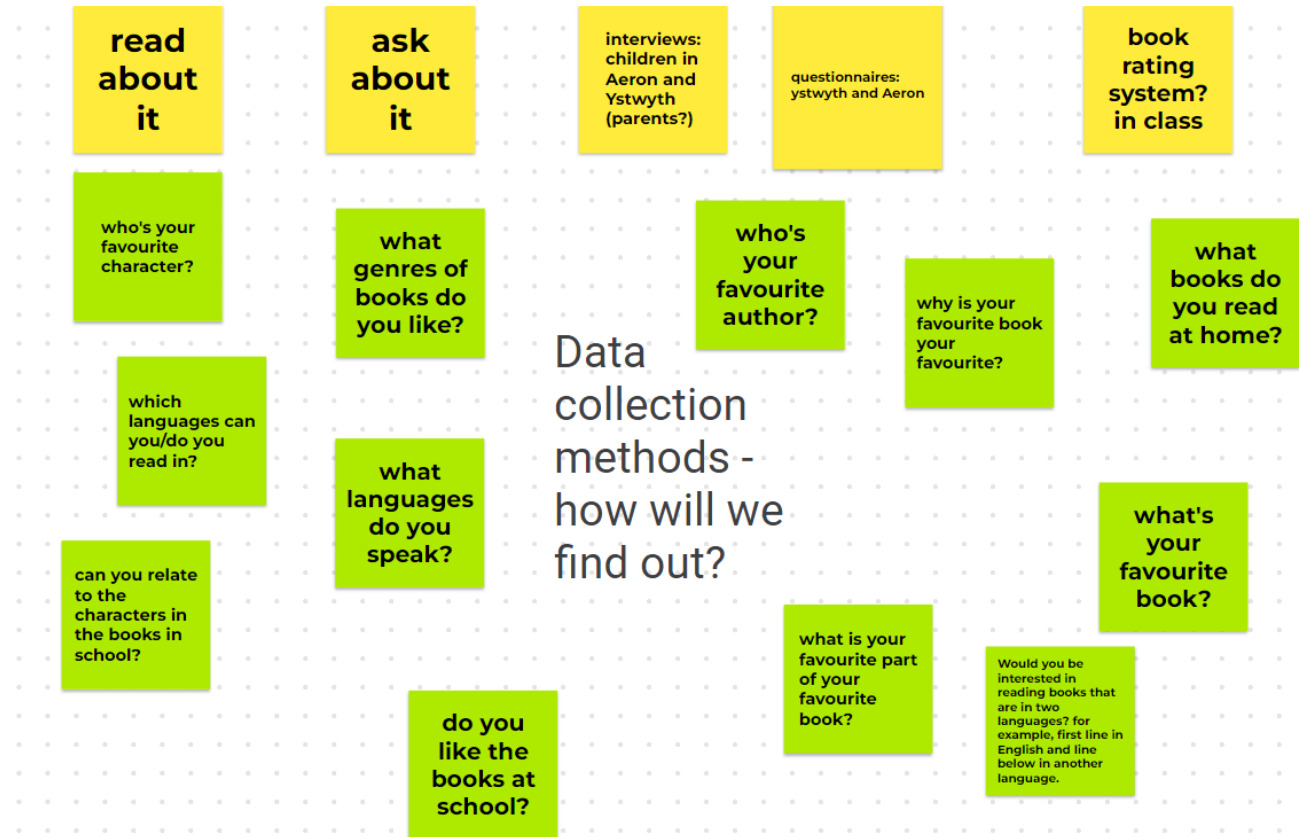 read
about
it
ask
about
it
interviews:
children in
Aeron and
Ystwyth
(parents?)
questionnaires:
ystwyth and Aeron
book
rating
system?
in class
who's your
favourite
character?
what
genres of
books do
you like?
who's
your
favourite
author?
why is your
favourite book
your
favourite?
what
books do
you read
at home?
Data
collection
methods -
how will we
find out?
which
languages can
you/do you
read in?
what
languages
do you
speak?
what's
your
favourite
book?
can you relate
to the
characters in
the books in
school?
what is your
favourite part
of your
favourite
book?
Would you be
interested in
reading books that
are in two
languages? for
example, first line in
English and line
below in another
language.
do you
like the
books at
school?